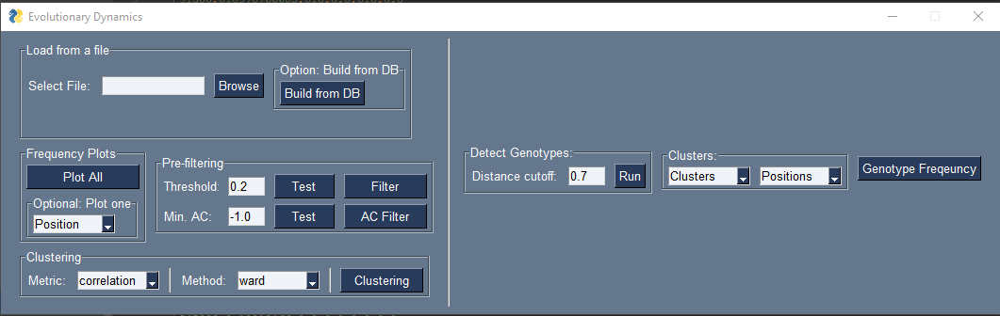 Evolutionary Dynamics
Load from a file
Select File:
Browse
Option: Build from DB
Build from DB
Frequency Plots
Plot All
Optional: Plot one
Position
Pre-filtering
Threshold: 0.2 Test Filter
Min. AC: -1.0 Test AC Filter
Clustering
Metric: correlation Method: ward Clustering
Detect Genotypes:
Distance cutoff: 0.7 Run
Clusters:
Clusters Positions
Genotype Freqeuncy